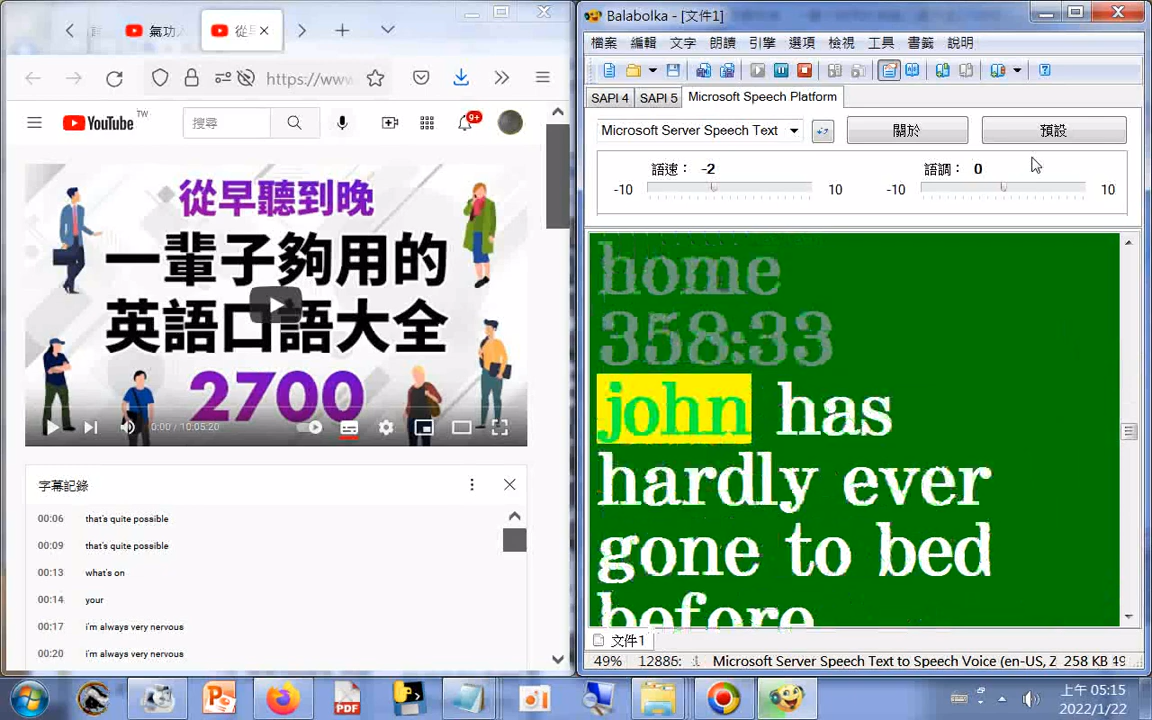 氣功
從
https://www
YouTube TW
搜尋
9+
從早聽到晚
一輩子夠用的
英語口語大全
2700
0:00 / 10:05:20
字幕記錄
00:06 that's quite possible
00:09 that's quite possible
00:13 what's on
00:14 your
00:17 i'm always very nervous
00:20 i'm always very nervous
Balabolka - [文件1]
檔案 編輯 文字 朗讀 引擎 選項 檢視 工具 書籤 說明
SAPI 4 SAPI 5 Microsoft Speech Platform
Microsoft Server Speech Text 關於 預設
語速： -2 語調： 0
-10 10 -10 10
home
358:33
john has
hardly ever
gone to bed
before
文件1
49% 12885: Microsoft Server Speech Text to Speech Voice (en-US, Z 258 KB 49
PDF
上午 05:15
2022/1/22